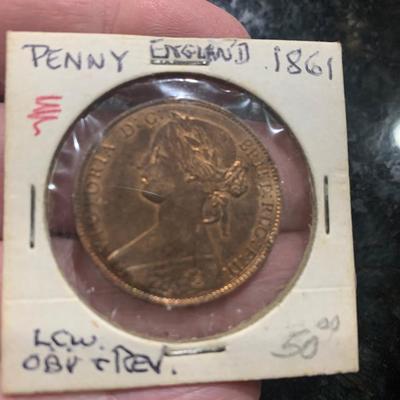 PENNY ENGLAND 1861
VICTORIA D:G:
BRITT:REG:F:D:
L.C.W.
OBV + REV.
50 00